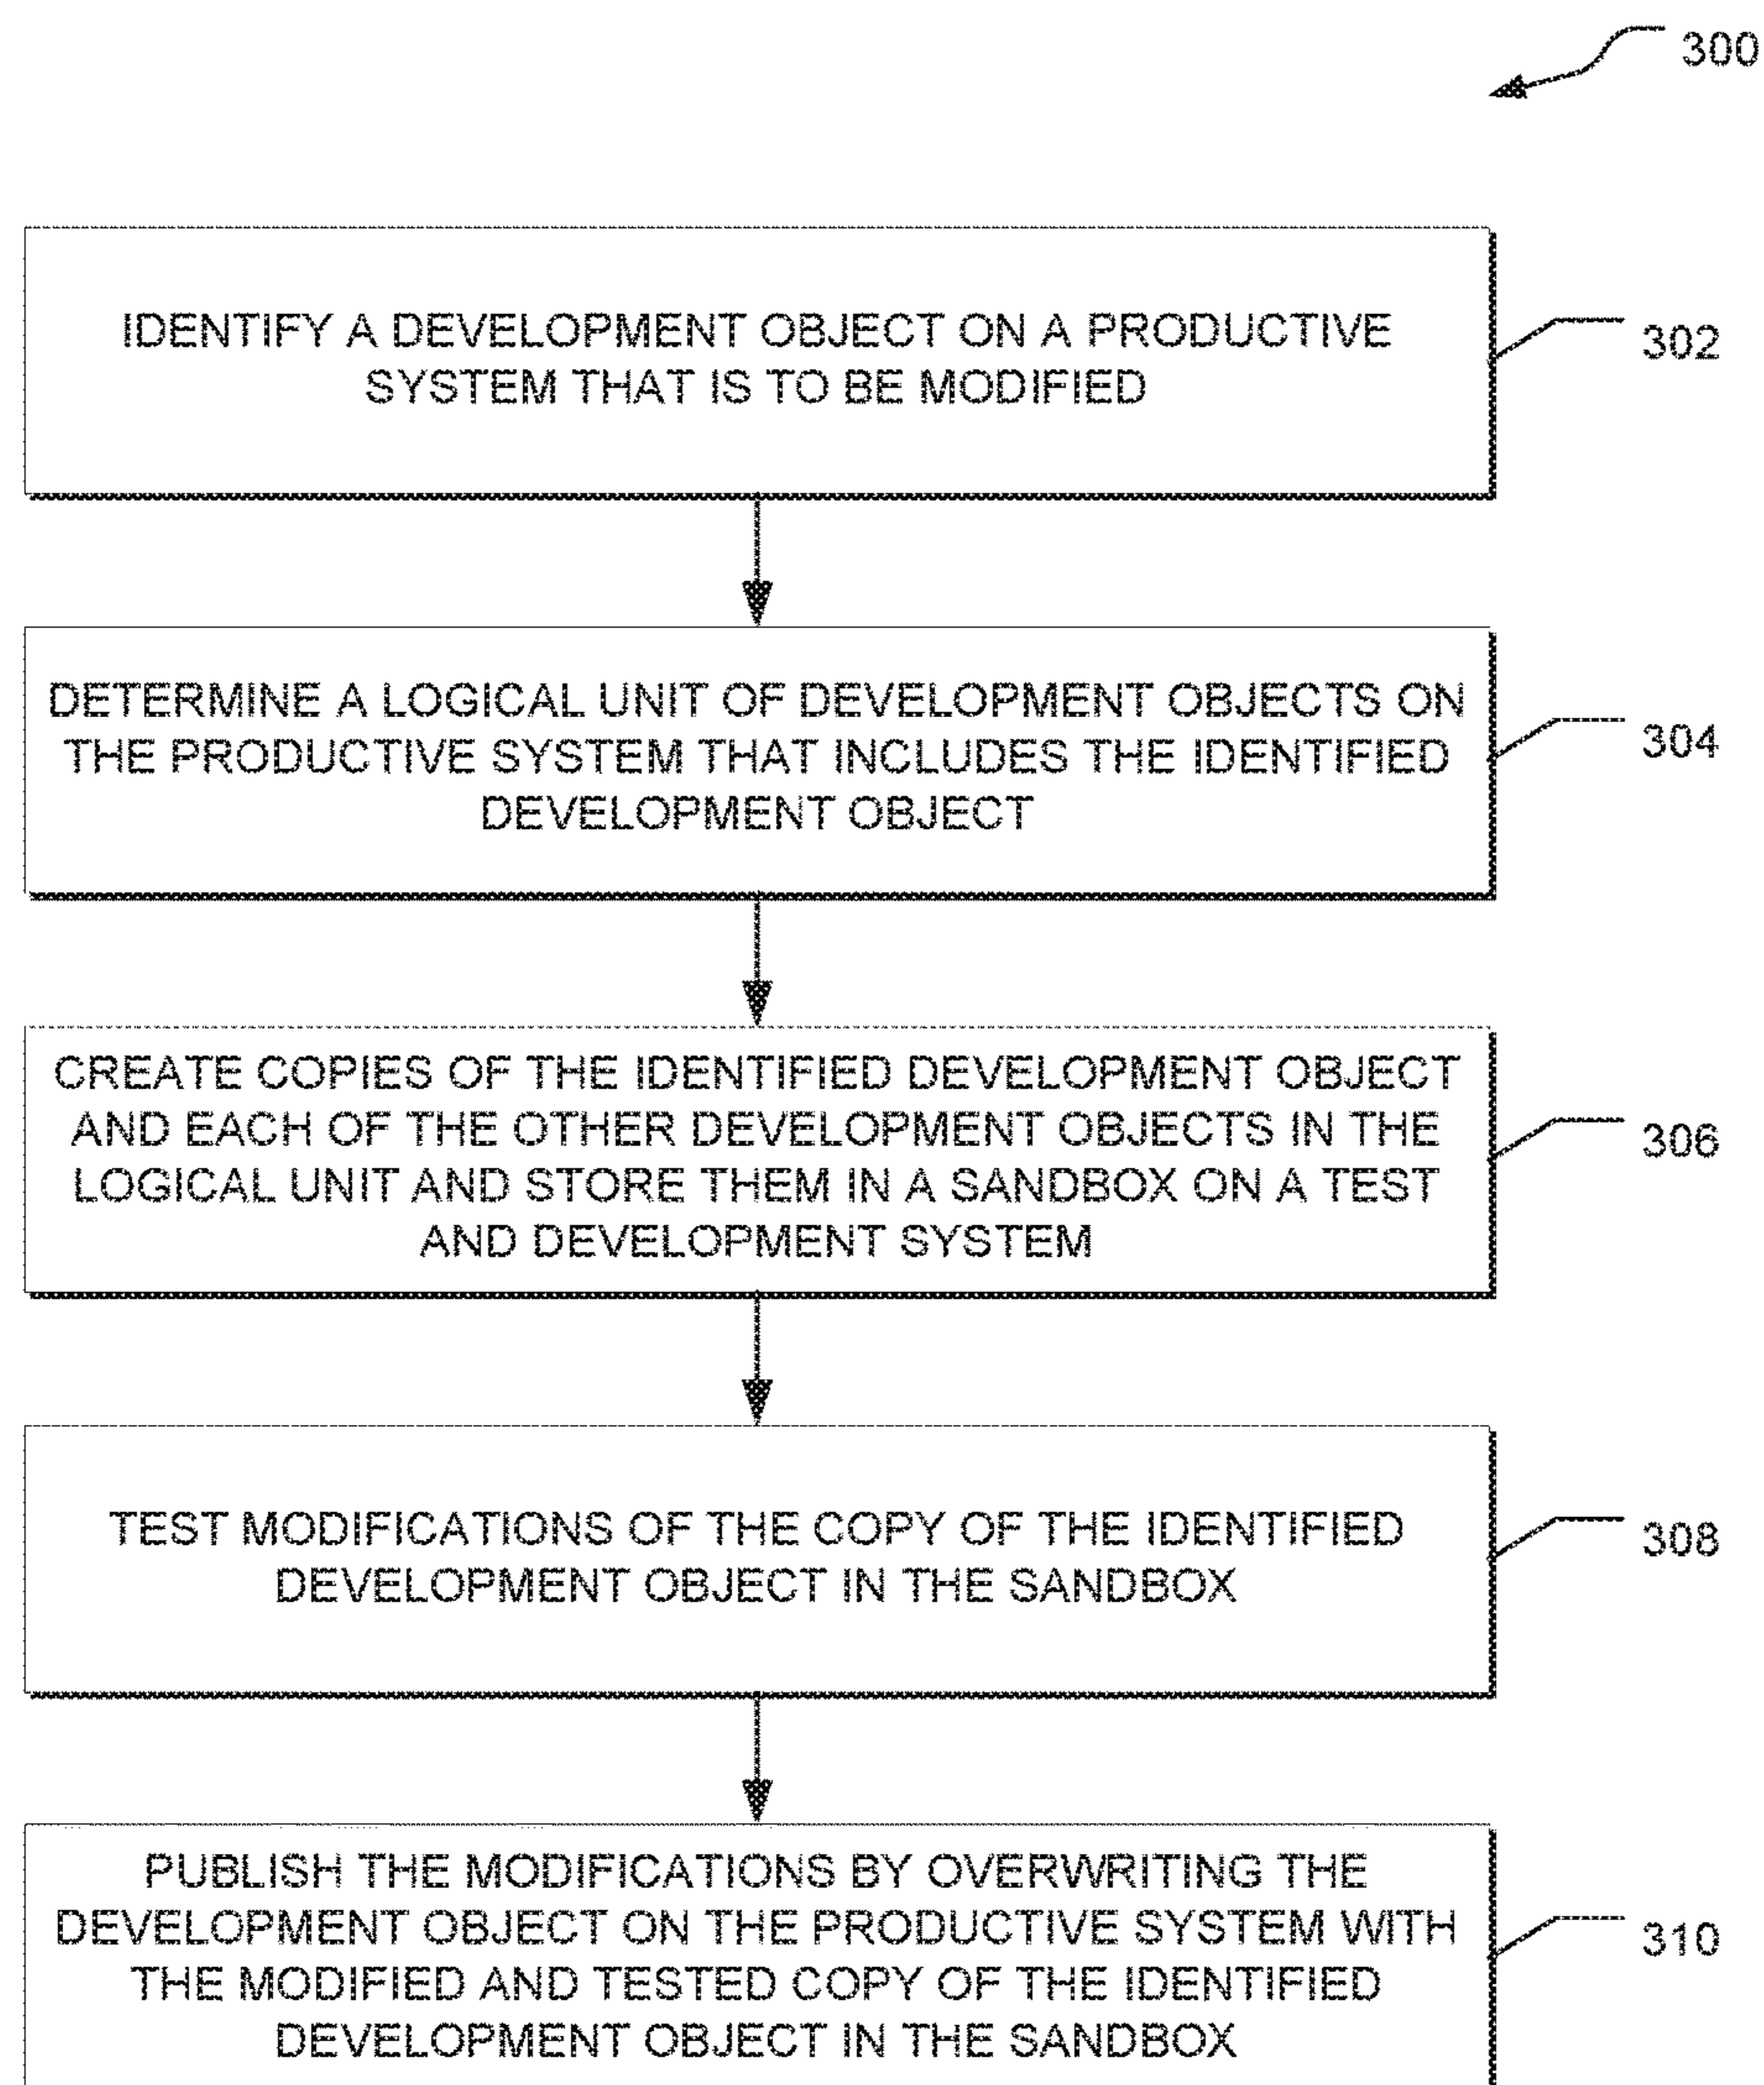 300
IDENTIFY A DEVELOPMENT OBJECT ON A PRODUCTIVE
SYSTEM THAT IS TO BE MODIFIED
302
DETERMINE A LOGICAL UNIT OF DEVELOPMENT OBJECTS ON
THE PRODUCTIVE SYSTEM THAT INCLUDES THE IDENTIFIED
DEVELOPMENT OBJECT
304
CREATE COPIES OF THE IDENTIFIED DEVELOPMENT OBJECT
AND EACH OF THE OTHER DEVELOPMENT OBJECTS IN THE
LOGICAL UNIT AND STORE THEM IN A SANDBOX ON A TEST
AND DEVELOPMENT SYSTEM
306
TEST MODIFICATIONS OF THE COPY OF THE IDENTIFIED
DEVELOPMENT OBJECT IN THE SANDBOX
308
PUBLISH THE MODIFICATIONS BY OVERWRITING THE
DEVELOPMENT OBJECT ON THE PRODUCTIVE SYSTEM WITH
THE MODIFIED AND TESTED COPY OF THE IDENTIFIED
DEVELOPMENT OBJECT IN THE SANDBOX
310